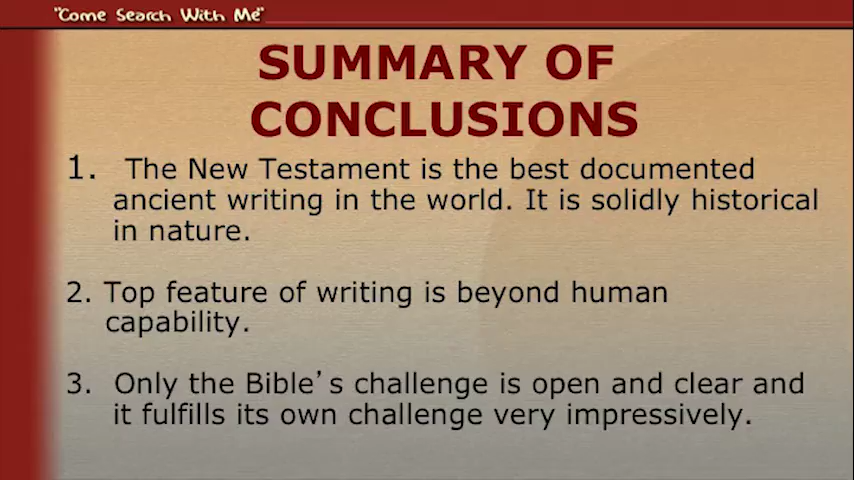 "Come Search With Me"
SUMMARY OF
CONCLUSIONS
1. The New Testament is the best documented
ancient writing in the world. It is solidly historical
in nature.
2. Top feature of writing is beyond human
capability.
3. Only the Bible’s challenge is open and clear and
it fulfills its own challenge very impressively.